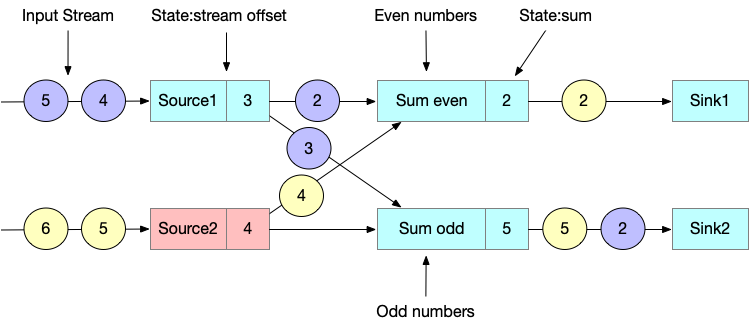 Input Stream
State:stream offset
Even numbers
State:sum
5
4
Source1
3
2
Sum even
2
2
Sink1
3
4
6
5
Source2
4
Sum odd
5
5
2
Sink2
Odd numbers